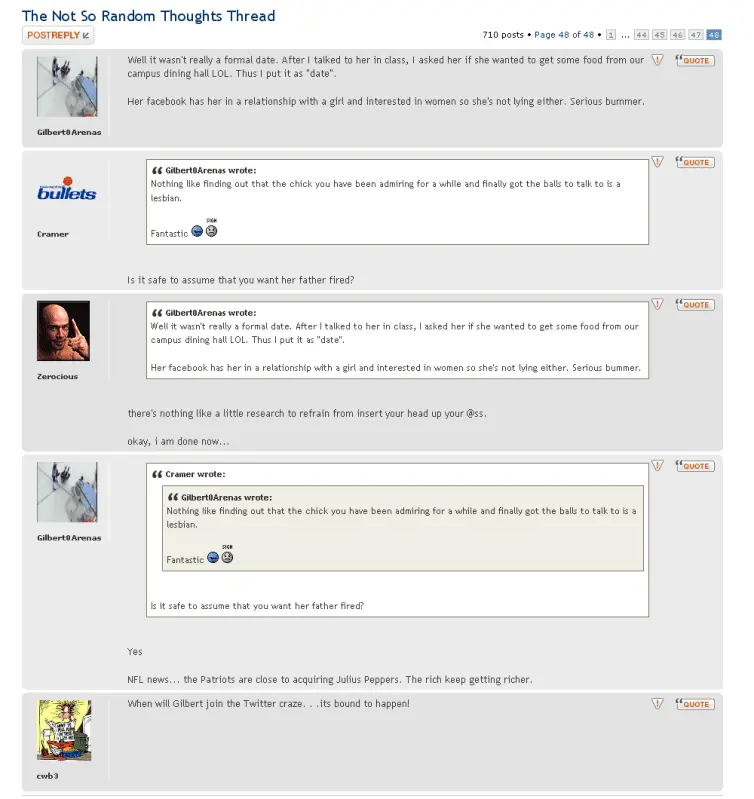 The Not So Random Thoughts Thread
POSTREPLY
710 posts • Page 48 of 48 • 1 ... 44 45 46 47 48
Well it wasn't really a formal date. After I talked to her in class, I asked her if she wanted to get some food from our
campus dining hall LOL. Thus I put it as "date".
QUOTE
Her facebook has her in a relationship with a girl and interested in women so she's not lying either. Serious bummer.
Gilbert0Arenas
bullets
Cramer
QUOTE
Gilbert0Arenas wrote:
Nothing like finding out that the chick you have been admiring for a while and finally got the balls to talk to is a
lesbian.
SIGH
Fantastic
Is it safe to assume that you want her father fired?
Zerocious
QUOTE
Gilbert0Arenas wrote:
Well it wasn't really a formal date. After I talked to her in class, I asked her if she wanted to get some food from our
campus dining hall LOL. Thus I put it as "date".
Her facebook has her in a relationship with a girl and interested in women so she's not lying either. Serious bummer.
there's nothing like a little research to refrain from insert your head up your @ss.
okay, i am done now...
Gilbert0Arenas
QUOTE
Cramer wrote:
Gilbert0Arenas wrote:
Nothing like finding out that the chick you have been admiring for a while and finally got the balls to talk to is a
lesbian.
SIGH
Fantastic
Is it safe to assume that you want her father fired?
Yes
NFL news... the Patriots are close to acquiring Julius Peppers. The rich keep getting richer.
cwb3
When will Gilbert join the Twitter craze. . .its bound to happen!
QUOTE